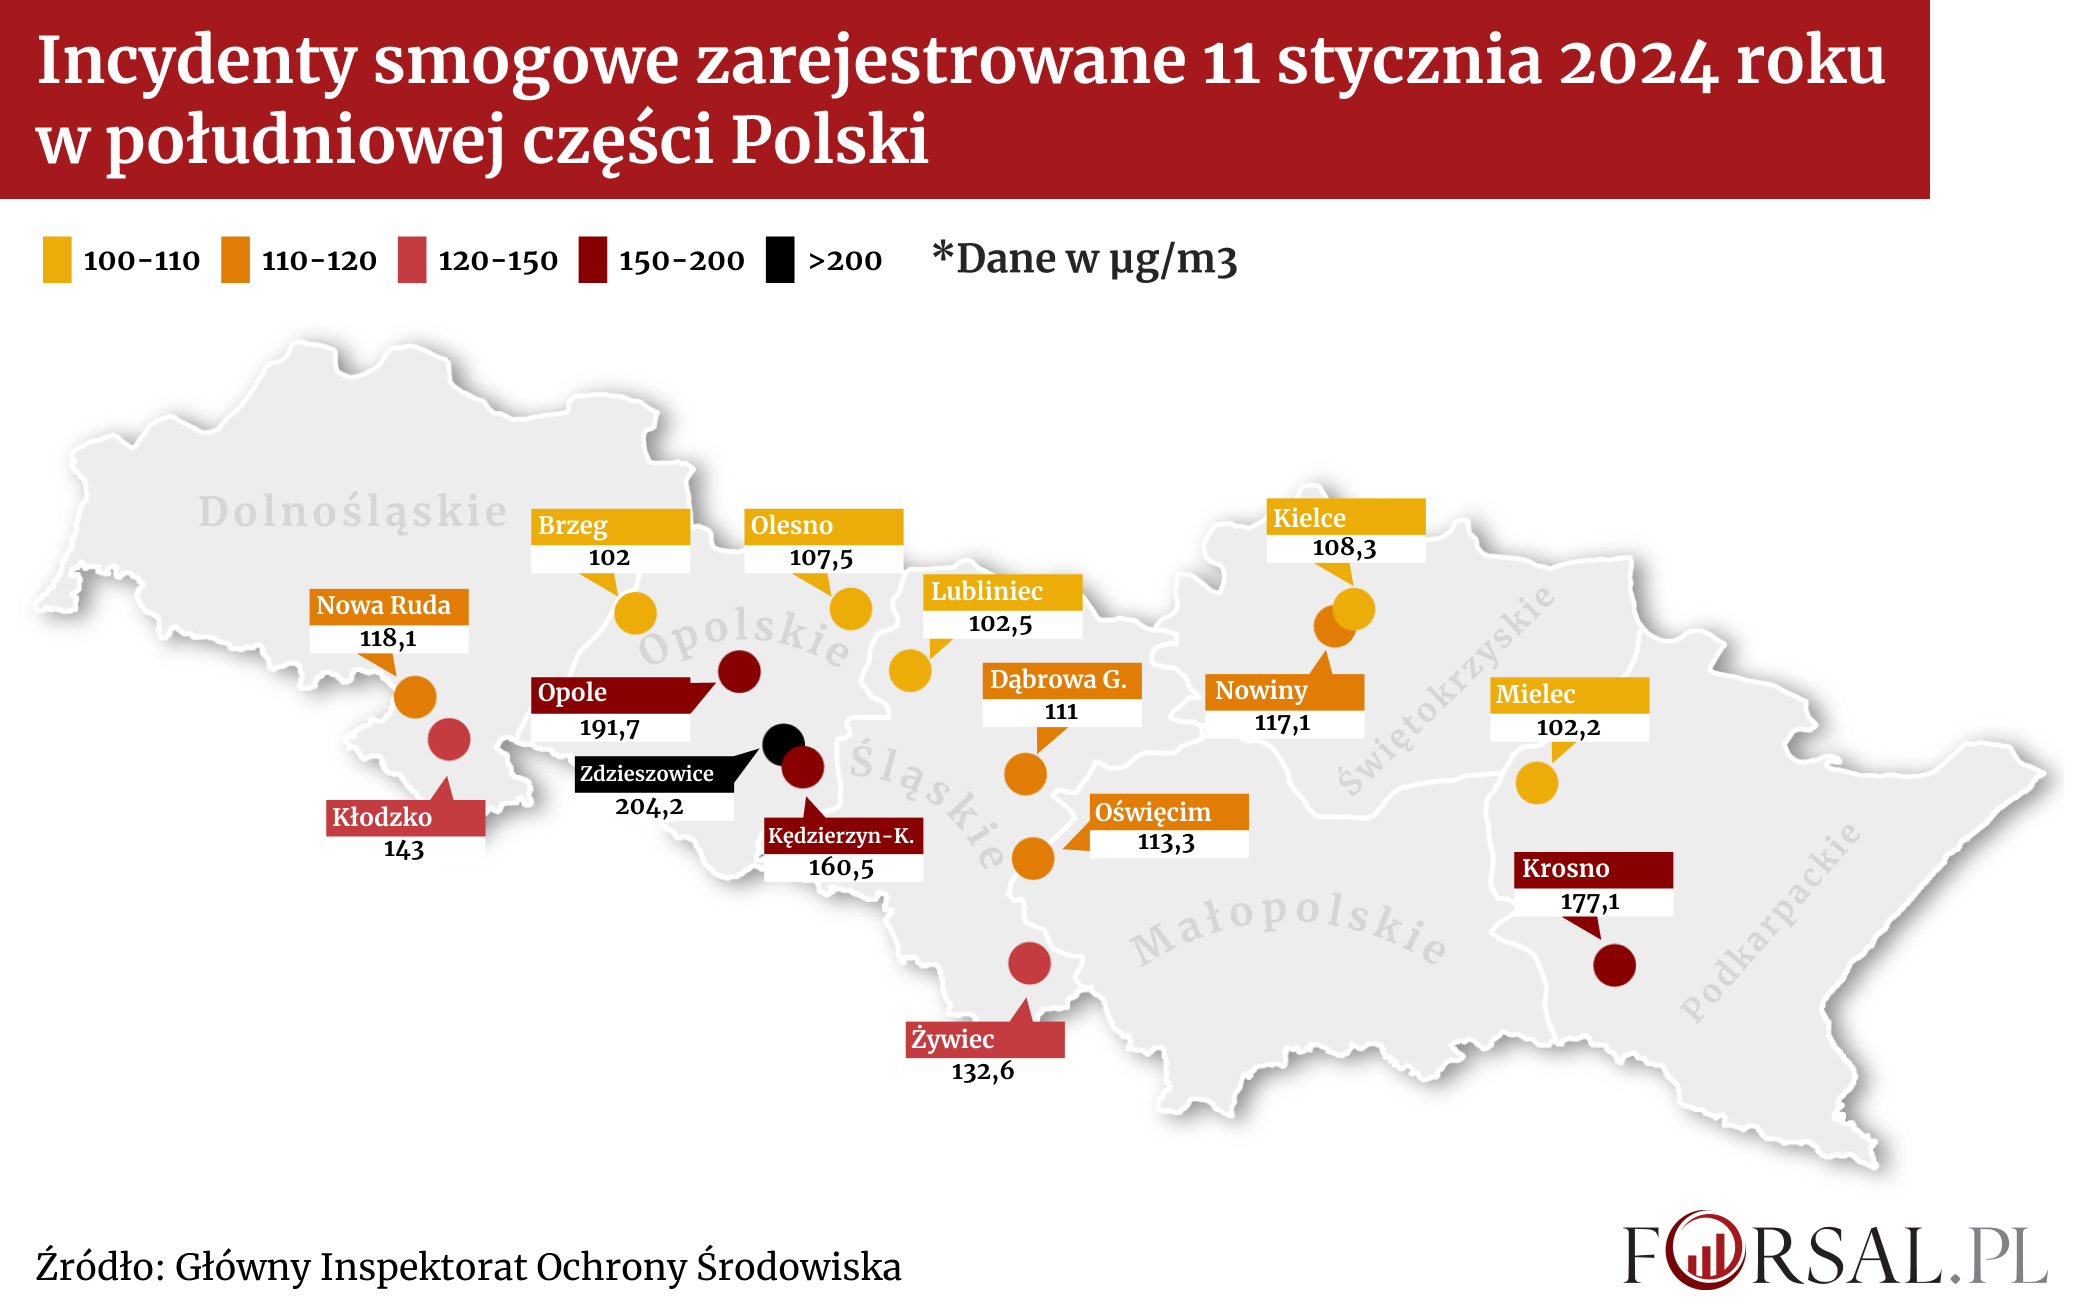 Incydenty smogowe zarejestrowane 11 stycznia 2024 roku
w południowej części Polski
100-110
110-120
120-150
150-200
>200
*Dane w µg/m3
Dolnośląskie
Brzeg
102
Olesno
107,5
Kielce
108,3
Nowa Ruda
118,1
Opolskie
Lubliniec
102,5
Świętokrzyskie
Opole
191,7
Dąbrowa G.
111
Nowiny
117,1
Mielec
102,2
Zdzieszowice
204,2
Śląskie
Kłodzko
143
Kędzierzyn-K.
160,5
Oświęcim
113,3
Małopolskie
Krosno
177,1
Podkarpackie
Żywiec
132,6
Źródło: Główny Inspektorat Ochrony Środowiska
FORSAL.PL